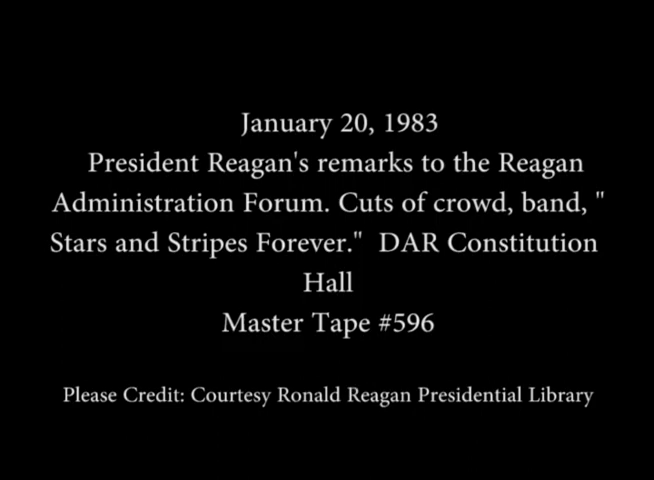 January 20, 1983
President Reagan's remarks to the Reagan
Administration Forum. Cuts of crowd, band, "
Stars and Stripes Forever."  DAR Constitution
Hall
Master Tape #596
Please Credit: Courtesy Ronald Reagan Presidential Library